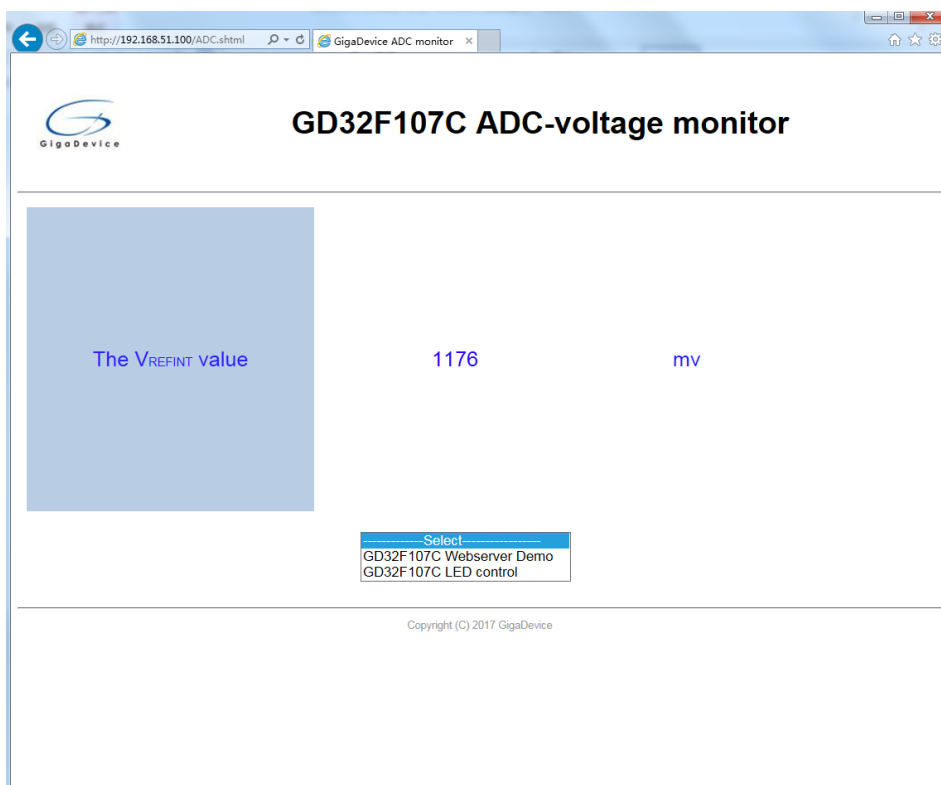 http://192.168.51.100/ADC.shtml
GigaDevice ADC monitor
GigaDevice
GD32F107C ADC-voltage monitor
The VREFINT value 1176 mv
-------------Select-----------------
GD32F107C Webserver Demo
GD32F107C LED control
Copyright (C) 2017 GigaDevice